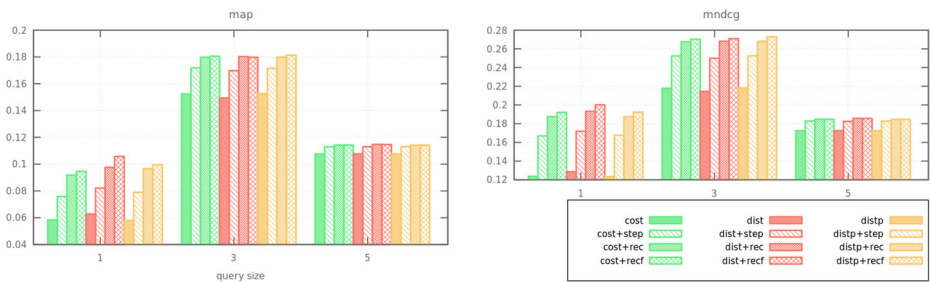 map
0.2
0.18
0.16
0.14
0.12
0.1
0.08
0.06
0.04
1
3
5
query size
mndcg
0.28
0.26
0.24
0.22
0.2
0.18
0.16
0.14
0.12
1
3
5
cost
cost+step
cost+rec
cost+recf
dist
dist+step
dist+rec
dist+recf
distp
distp+step
distp+rec
distp+recf